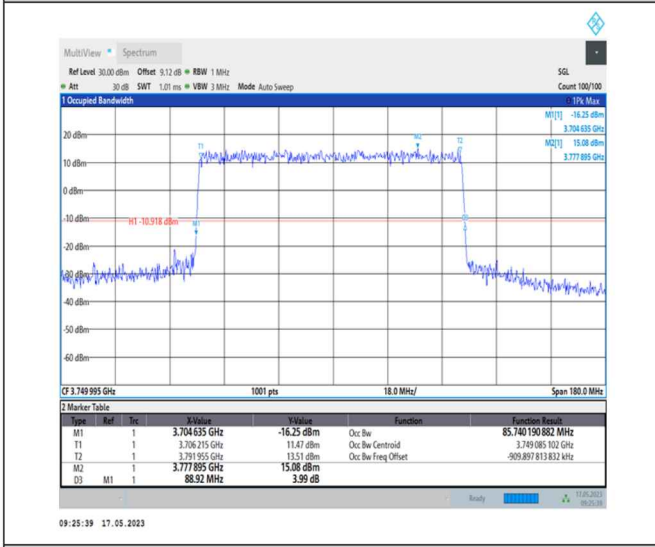 MultiView Spectrum
Ref Level 30.00 dBm Offset 9.12 dB RBW 1 MHz SGL
Att 30 dB SWT 1.01 ms VBW 3 MHz Mode Auto Sweep Count 100/100
1 Occupied Bandwidth 1Pk Max
M1[1] -16.25 dBm
3.704 635 GHz
M2[1] 15.08 dBm
3.777 895 GHz
20 dBm
T1
M2
T2
10 dBm
0 dBm
-10 dBm
H1 -10.918 dBm
M1
-30 dBm
-40 dBm
-50 dBm
-60 dBm
CF 3.749 995 GHz 1001 pts 18.0 MHz/ Span 180.0 MHz
2 Marker Table
Type Ref Trc X-Value Y-Value Function Function Result
M1 1 3.704 635 GHz -16.25 dBm Occ Bw 85.740 190 882 MHz
T1 1 3.706 215 GHz 11.47 dBm Occ Bw Centroid 3.749 085 102 GHz
T2 1 3.791 955 GHz 13.51 dBm Occ Bw Freq Offset -909.897 813 832 kHz
M2 1 3.777 895 GHz 15.08 dBm
D3 M1 1 88.92 MHz 3.99 dB
Ready 17.05.2023
09:25:39
09:25:39 17.05.2023